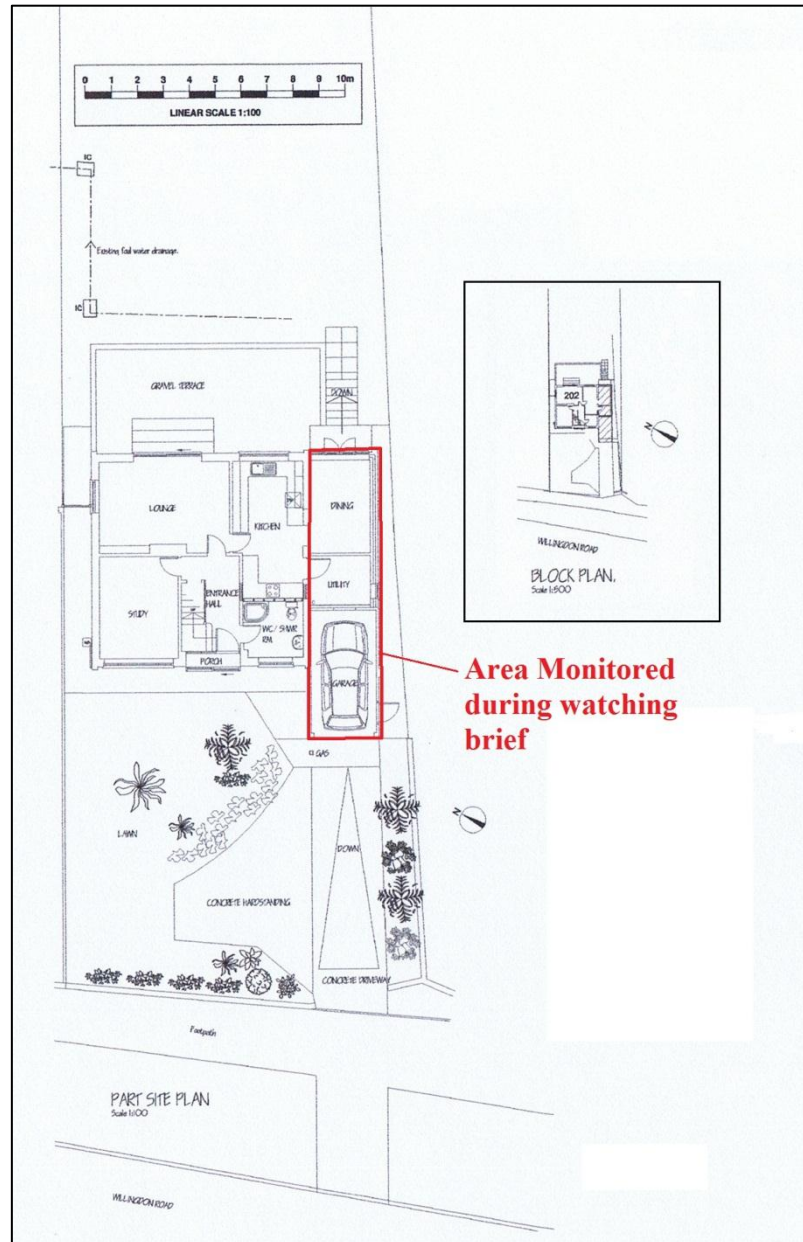 0 1 2 3 4 5 6 7 8 9 10m
LINEAR SCALE 1:100
IC
Existing foul water drainage.
IC
GRAVEL TERRACE
DOWN
202
N
WILLINGDON ROAD
BLOCK PLAN.
Scale 1:500
LOUNGE
KITCHEN
DINING
UTILITY
STUDY
ENTRANCE
HALL
WC / SHWR
RM.
PORCH
GARAGE
Area Monitored
during watching
brief
GAS
N
LAWN
DOWN
CONCRETE HARDSTANDING
CONCRETE DRIVEWAY
Footpath
PART SITE PLAN
Scale 1:100
WILLINGDON ROAD